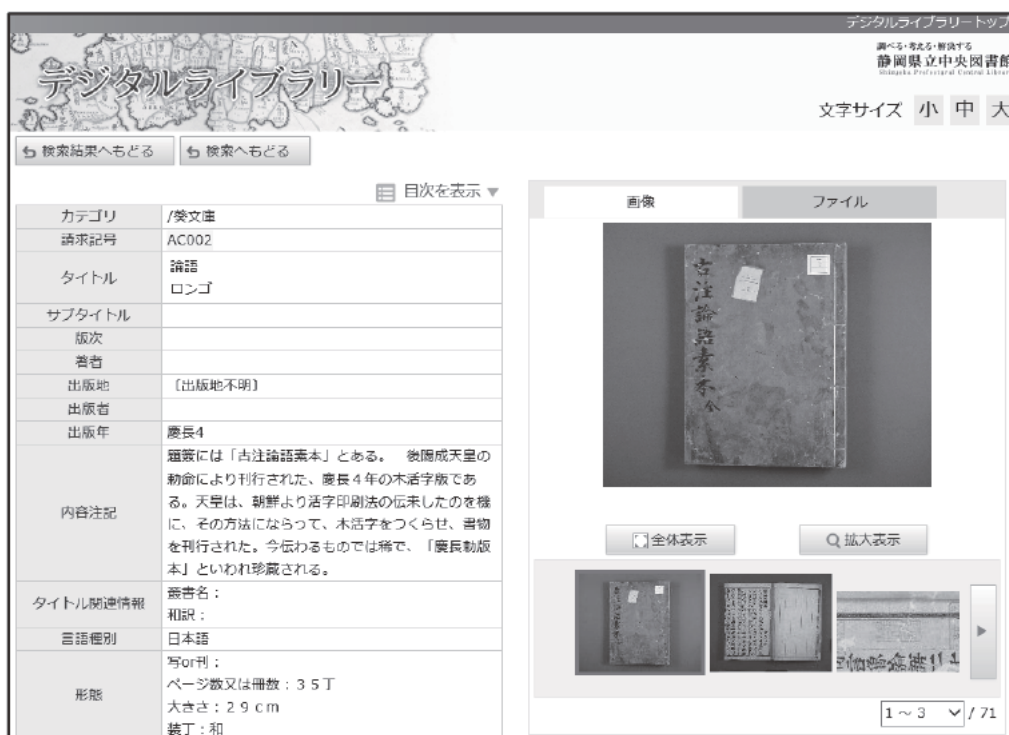 デジタルライブラリートップ
デジタルライブラリー
調べる・考える・解決する
静岡県立中央図書館
Shizuoka Prefectural Central Library
文字サイズ 小 中 大
検索結果へもどる 検索へもどる
目次を表示 ▼
カテゴリ /葵文庫
請求記号 AC002
タイトル 論語
ロンゴ
サブタイトル
版次
著者
出版地 〔出版地不明〕
出版者
出版年 慶長4
内容注記 題簽には「古注論語素本」とある。 後陽成天皇の
勅命により刊行された、慶長4年の木活字版であ
る。天皇は、朝鮮より活字印刷法の伝来したのを機
に、その方法にならって、木活字をつくらせ、書物
を刊行された。今伝わるものでは稀で、「慶長勅版
本」といわれ珍蔵される。
タイトル関連情報 叢書名:
和訳:
言語種別 日本語
形態 写or刊:
ページ数又は冊数:35丁
大きさ:29cm
装丁:和
画像 ファイル
古注論語素本 全
全体表示 拡大表示
1~3 / 71